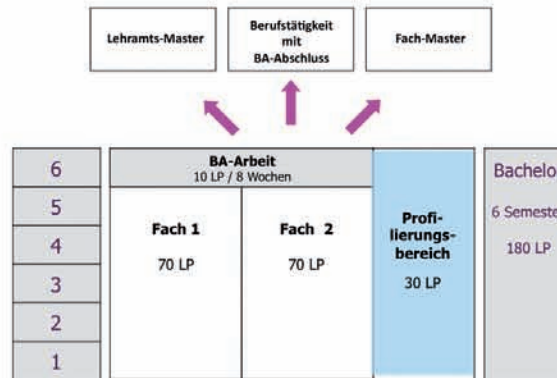 Lehramts-Master
Berufstätigkeit
mit
BA-Abschluss
Fach-Master
6
5
4
3
2
1
BA-Arbeit
10 LP / 8 Wochen
Fach 1
70 LP
Fach 2
70 LP
Profi-
lierungs-
bereich
30 LP
Bachelo
6 Semeste
180 LP